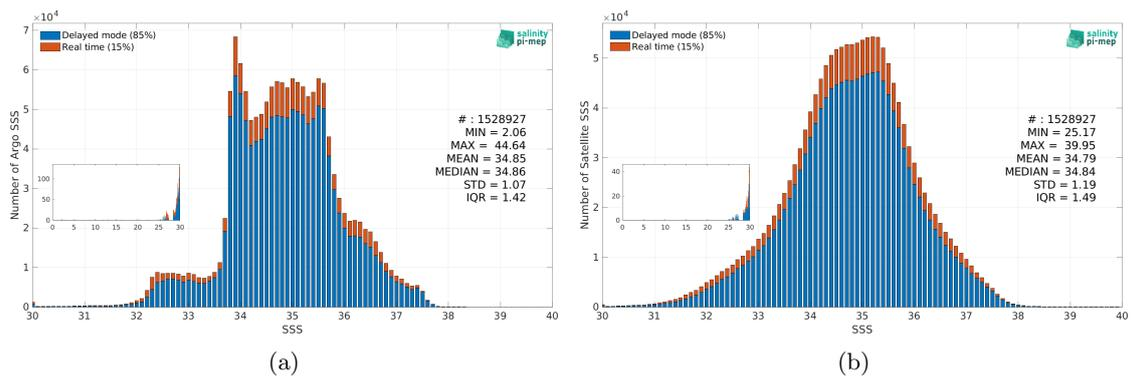 ×10⁴
7
6
5
4
3
2
1
0
Number of Argo SSS
Delayed mode (85%)
Real time (15%)
salinity
pi-mep
# : 1528927
MIN = 2.06
MAX = 44.64
MEAN = 34.85
MEDIAN = 34.86
STD = 1.07
IQR = 1.42
100
50
0
0 5 10 15 20 25 30
30 31 32 33 34 35 36 37 38 39 40
SSS
(a)
×10⁴
5
4
3
2
1
0
Number of Satellite SSS
Delayed mode (85%)
Real time (15%)
salinity
pi-mep
# : 1528927
MIN = 25.17
MAX = 39.95
MEAN = 34.79
MEDIAN = 34.84
STD = 1.19
IQR = 1.49
40
20
0
0 5 10 15 20 25 30
30 31 32 33 34 35 36 37 38 39 40
SSS
(b)